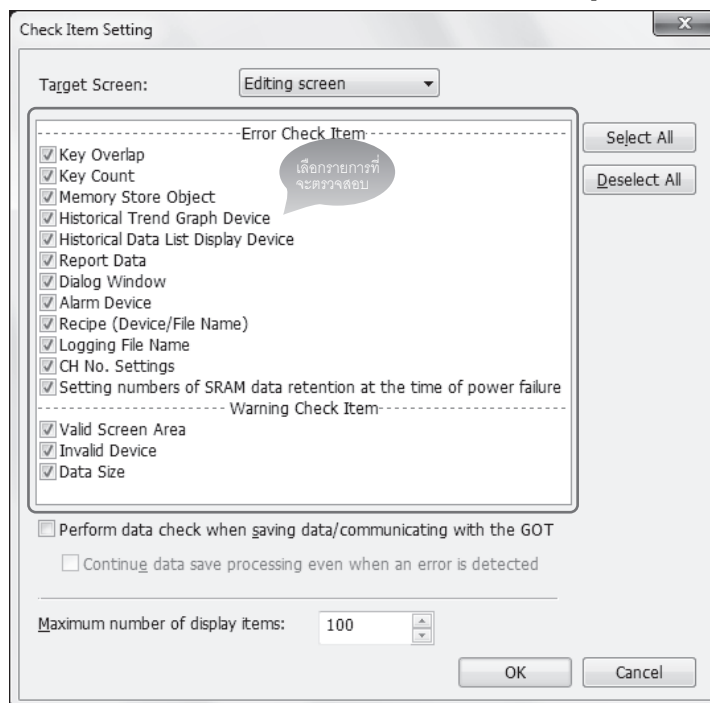 Check Item Setting
Target Screen:
Editing screen
Error Check Item
Key Overlap
Key Count
Memory Store Object
Historical Trend Graph Device
Historical Data List Display Device
Report Data
Dialog Window
Alarm Device
Recipe (Device/File Name)
Logging File Name
CH No. Settings
Setting numbers of SRAM data retention at the time of power failure
Warning Check Item
Valid Screen Area
Invalid Device
Data Size
เลือกรายการที่
จะตรวจสอบ
Select All
Deselect All
Perform data check when saving data/communicating with the GOT
Continue data save processing even when an error is detected
Maximum number of display items:
100
OK
Cancel